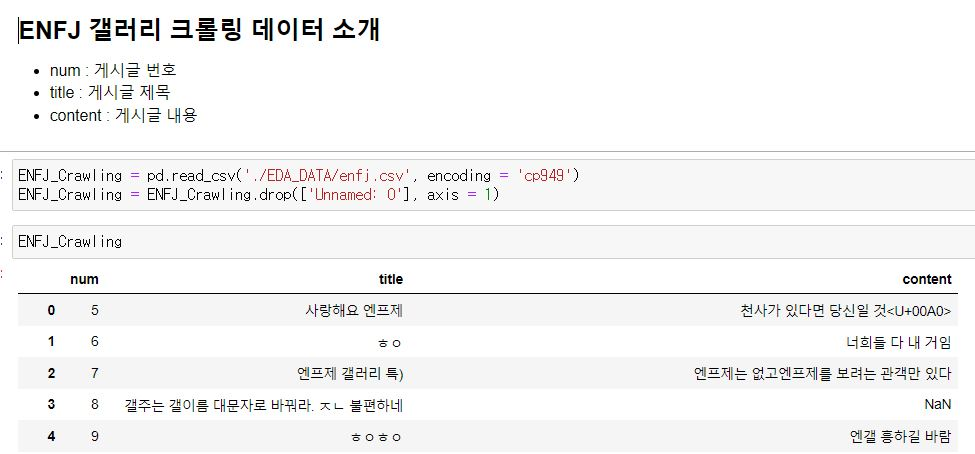 ENFJ 갤러리 크롤링 데이터 소개
• num : 게시글 번호
• title : 게시글 제목
• content : 게시글 내용
ENFJ_Crawling = pd.read_csv('./EDA_DATA/enfj.csv', encoding = 'cp949')
ENFJ_Crawling = ENFJ_Crawling.drop(['Unnamed: 0'], axis = 1)
ENFJ_Crawling
num title content
0 5 사랑해요 엔프제 천사가 있다면 당신일 것<U+00A0>
1 6 ㅎㅇ 너희들 다 내 거임
2 7 엔프제 갤러리 특) 엔프제는 없고엔프제를 보려는 관객만 있다
3 8 갤주는 갤이름 대문자로 바꿔라. ㅈㄴ 불편하네 NaN
4 9 ㅎㅇㅎㅇ 엔갤 흥하길 바람